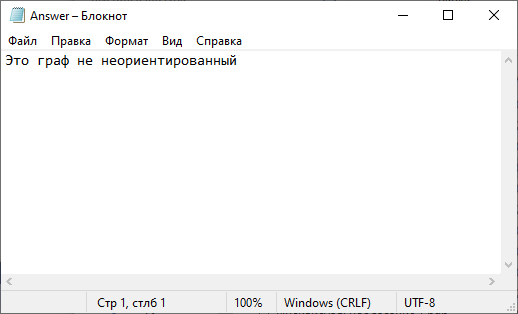 Answer – Блокнот
Файл Правка Формат Вид Справка
Это граф не неориентированный
Стр 1, стлб 1 100% Windows (CRLF) UTF-8